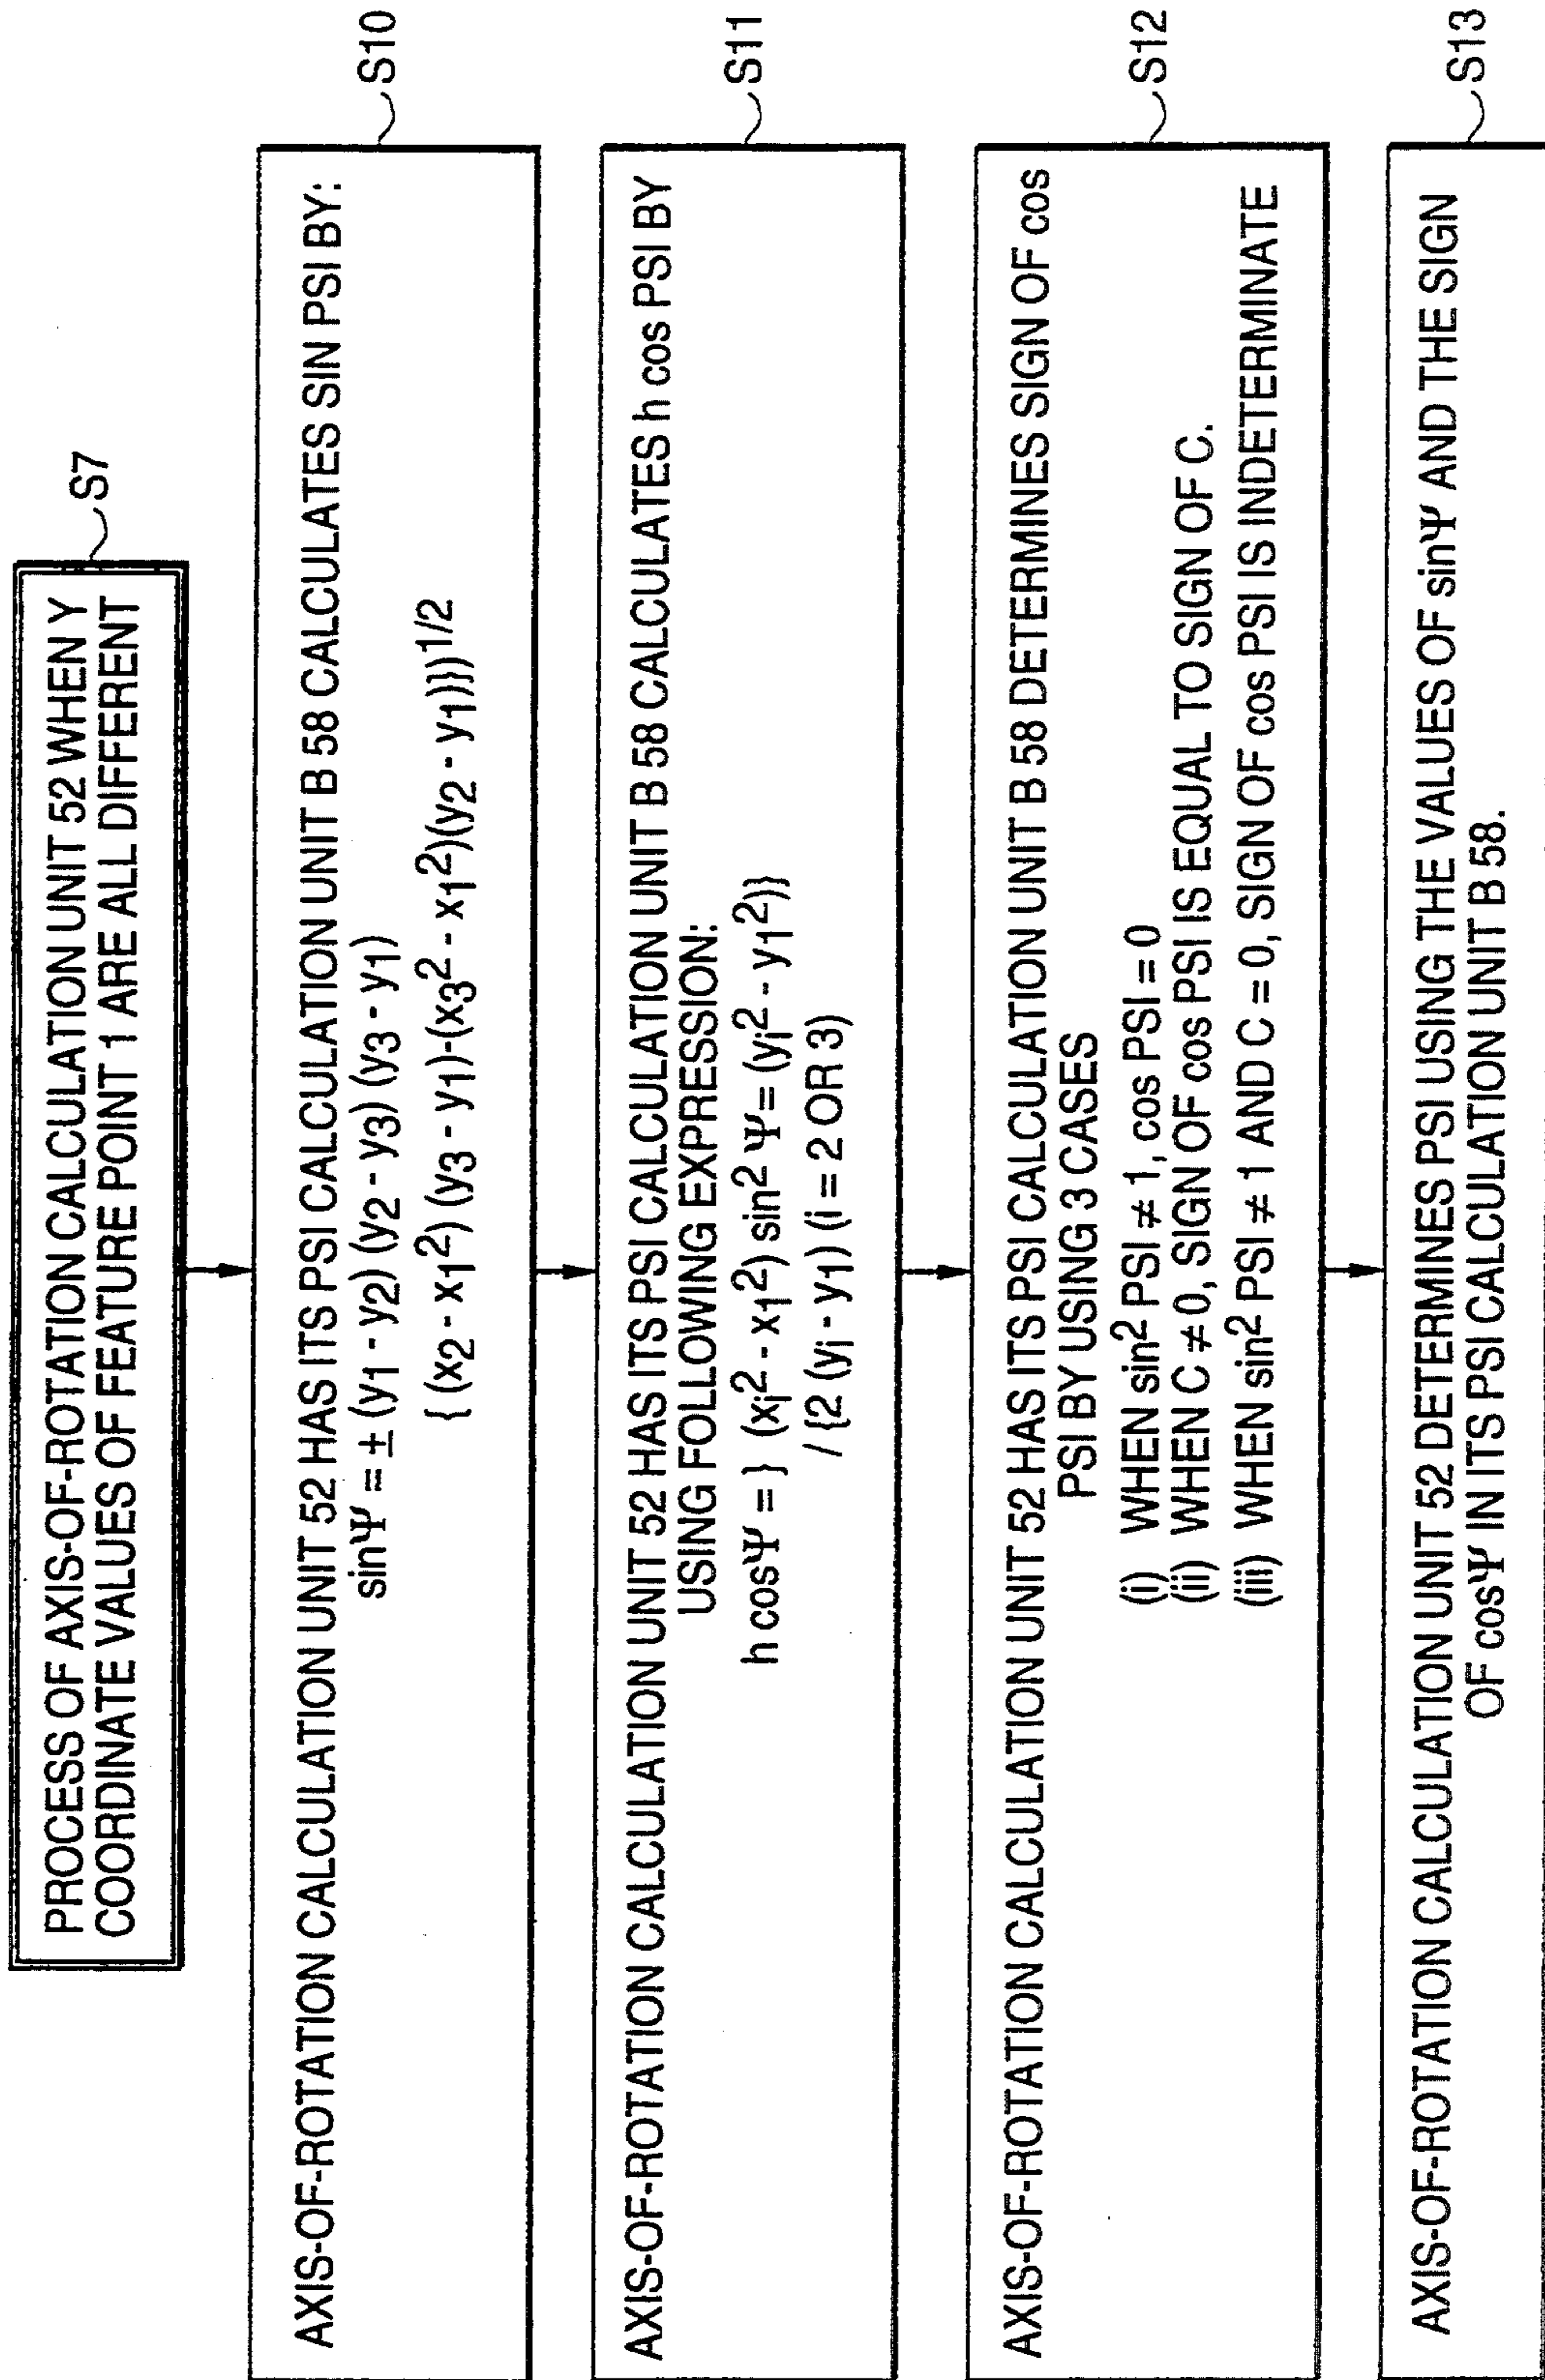 PROCESS OF AXIS-OF-ROTATION CALCULATION UNIT 52 WHEN Y
COORDINATE VALUES OF FEATURE POINT 1 ARE ALL DIFFERENT
S7
AXIS-OF-ROTATION CALCULATION UNIT 52 HAS ITS PSI CALCULATION UNIT B 58 CALCULATES SIN PSI BY:
sinΨ = ± (y1 - y2) (y2 - y3) (y3 - y1)
{ (x2 - x1²) (y3 - y1)-(x3² - x1²)(y2 - y1)})^1/2
S10
AXIS-OF-ROTATION CALCULATION UNIT 52 HAS ITS PSI CALCULATION UNIT B 58 CALCULATES h cos PSI BY
USING FOLLOWING EXPRESSION:
h cosΨ = } (xi² - x1²) sin² Ψ = (yi² - y1²)}
/ {2 (yi - y1) (i = 2 OR 3)
S11
AXIS-OF-ROTATION CALCULATION UNIT 52 HAS ITS PSI CALCULATION UNIT B 58 DETERMINES SIGN OF cos
PSI BY USING 3 CASES
(i) WHEN sin² PSI ≠ 1, cos PSI = 0
(ii) WHEN C ≠ 0, SIGN OF cos PSI IS EQUAL TO SIGN OF C.
(iii) WHEN sin² PSI ≠ 1 AND C = 0, SIGN OF cos PSI IS INDETERMINATE
S12
AXIS-OF-ROTATION CALCULATION UNIT 52 DETERMINES PSI USING THE VALUES OF sinΨ AND THE SIGN
OF cosΨ IN ITS PSI CALCULATION UNIT B 58.
S13